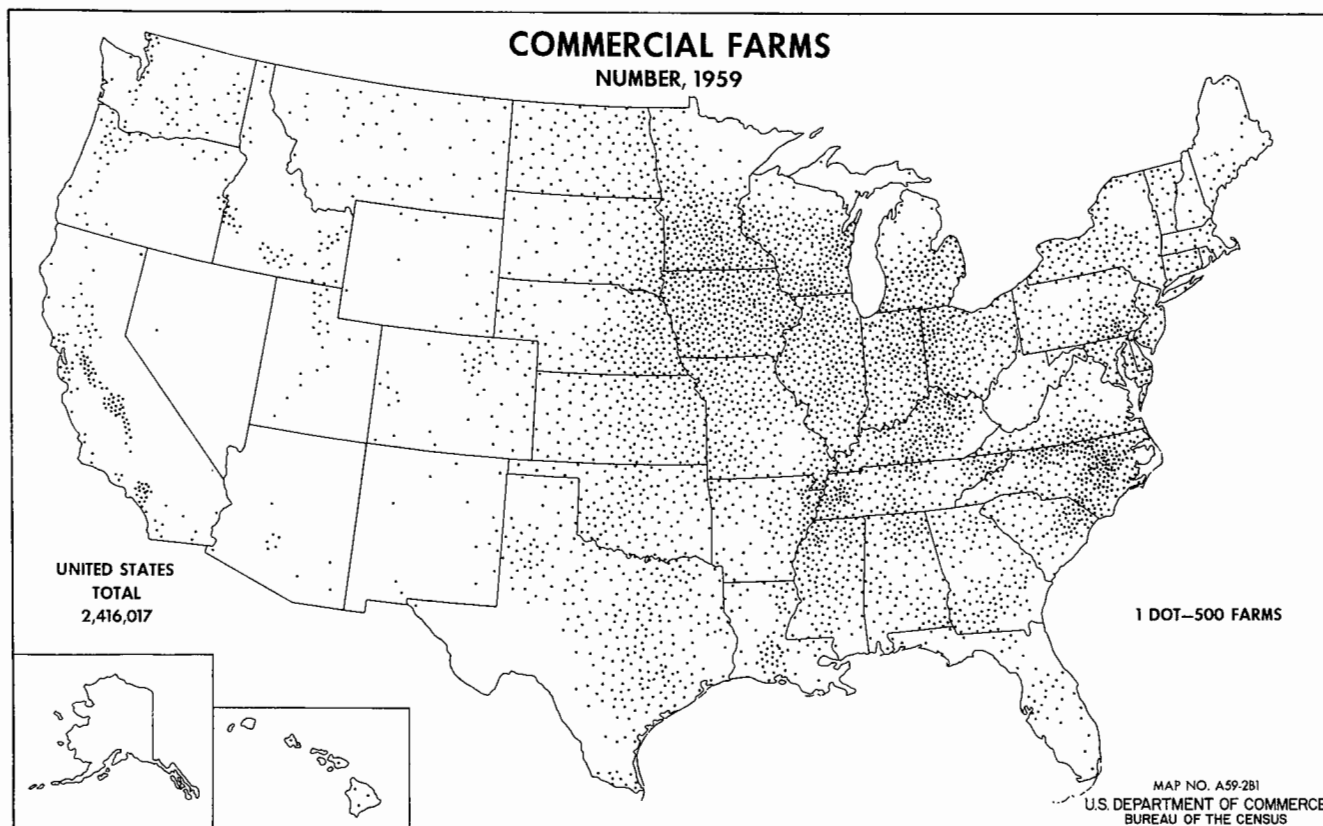 COMMERCIAL FARMS
NUMBER, 1959
UNITED STATES
TOTAL
2,416,017
1 DOT—500 FARMS
MAP NO. A59-2B1
U.S. DEPARTMENT OF COMMERCE
BUREAU OF THE CENSUS